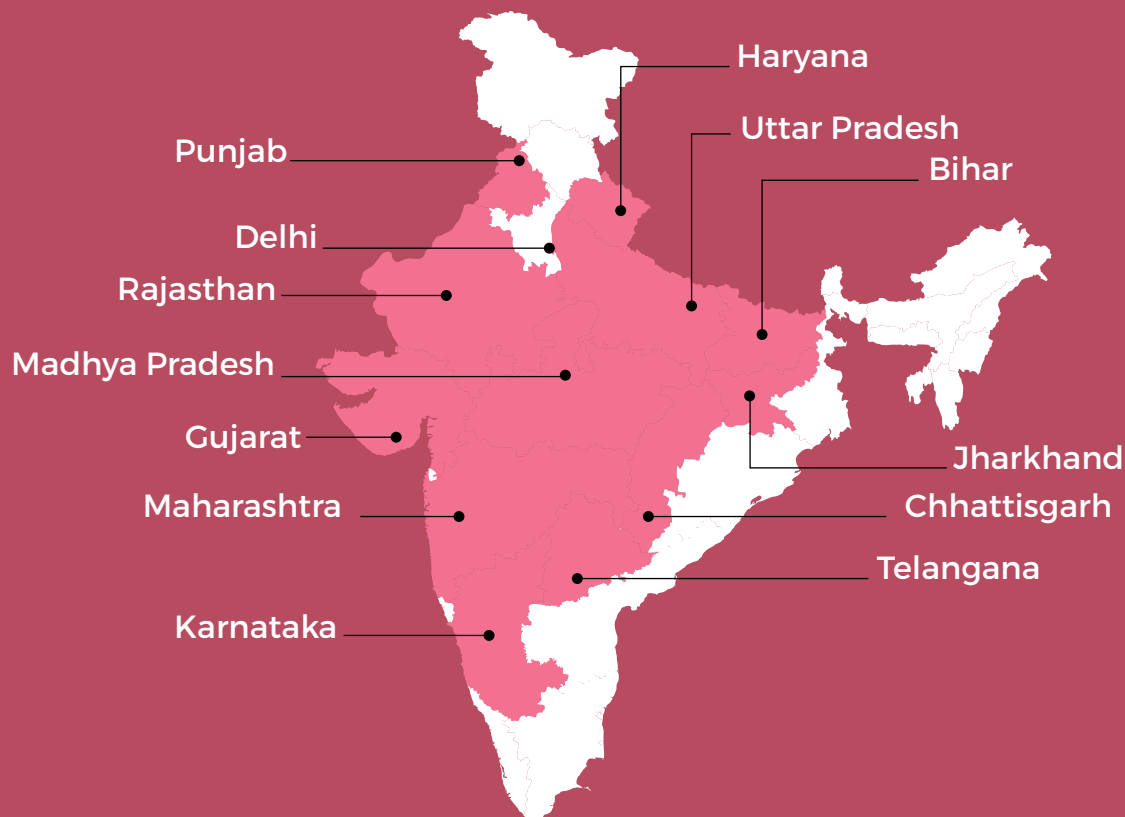 Haryana
Uttar Pradesh
Punjab
Bihar
Delhi
Rajasthan
Madhya Pradesh
Gujarat
Jharkhand
Maharashtra
Chhattisgarh
Telangana
Karnataka